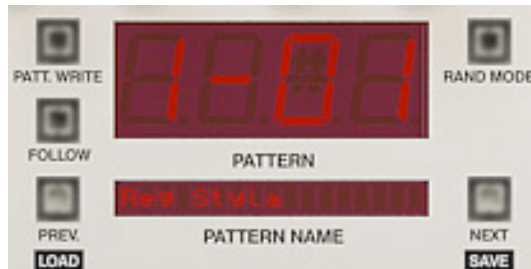 1-01
PATT. WRITE
RAND MODE
FOLLOW
PATTERN
PREV.
PATTERN NAME
NEXT
LOAD
SAVE